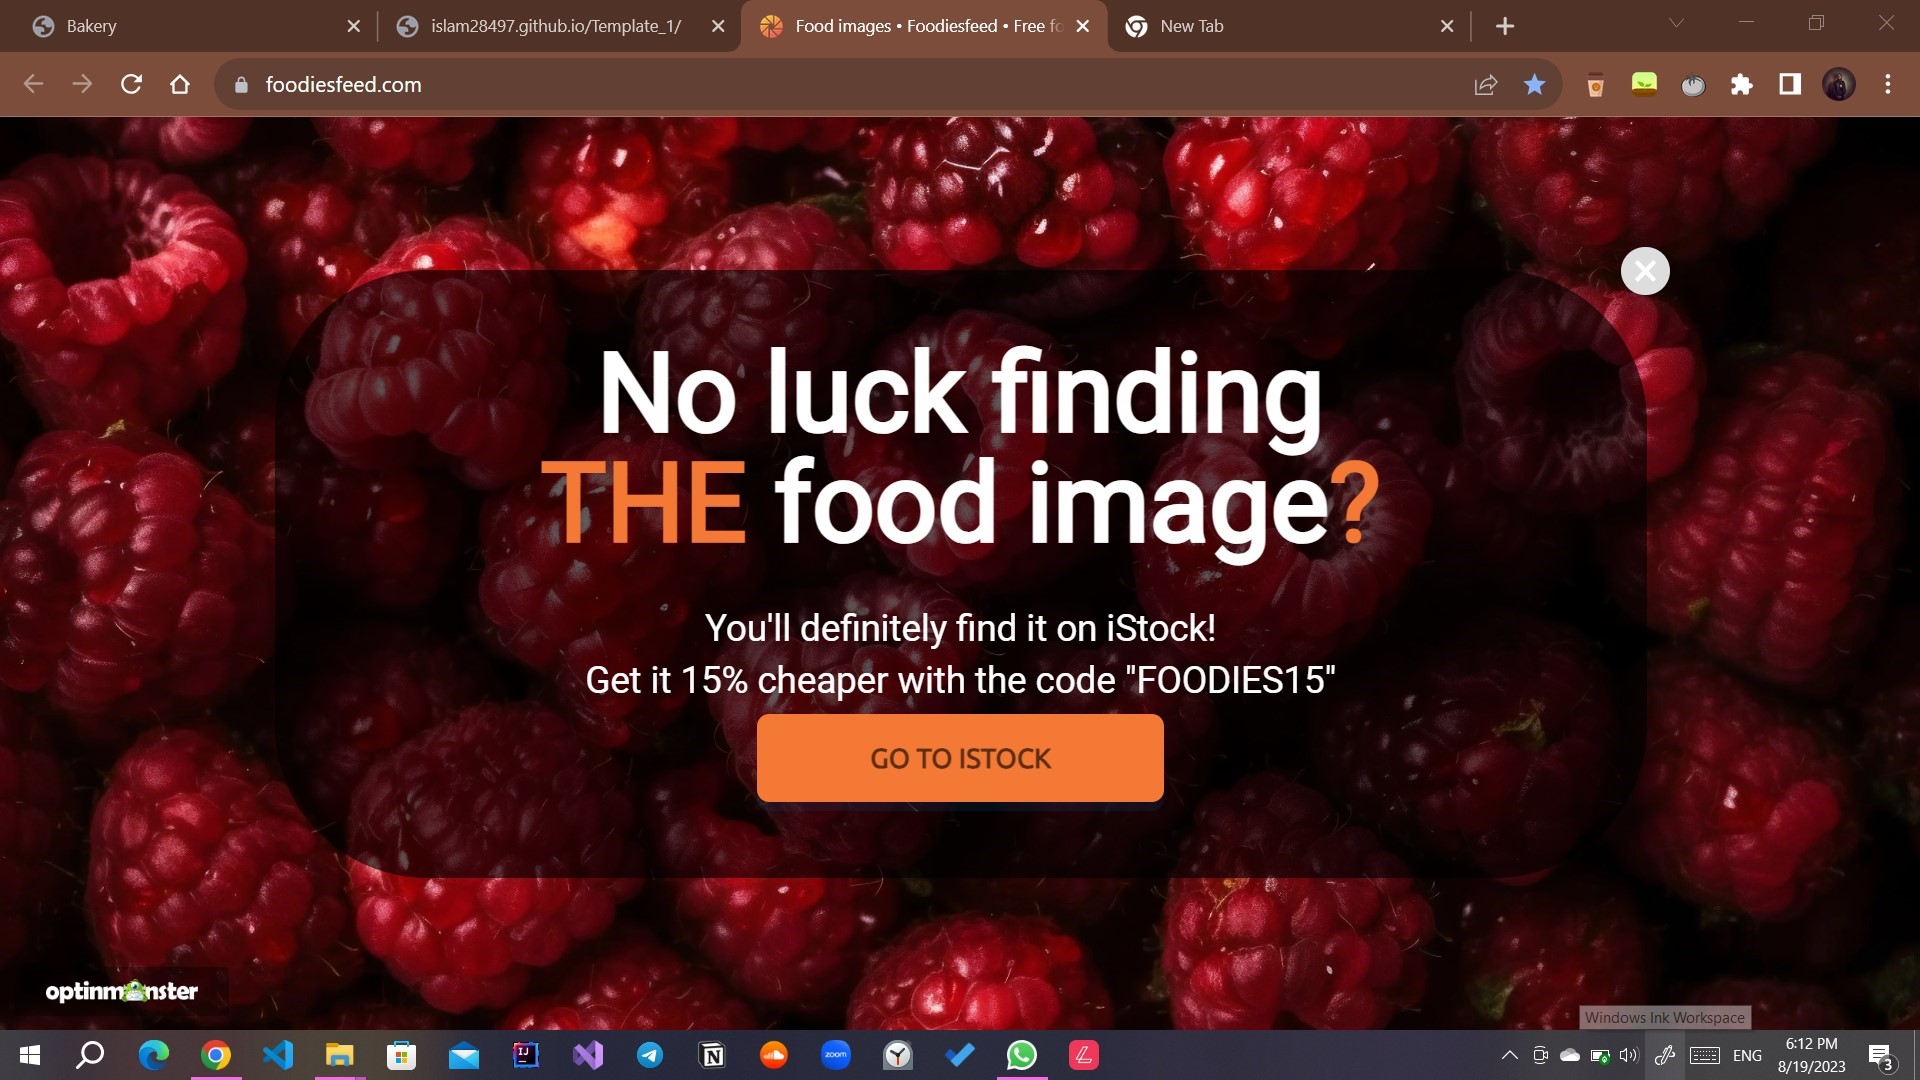 Bakery
islam28497.github.io/Template_1/
Food images • Foodiesfeed • Free fo
New Tab
foodiesfeed.com
No luck finding
THE food image?
You'll definitely find it on iStock!
Get it 15% cheaper with the code "FOODIES15"
GO TO ISTOCK
optinmonster
Windows Ink Workspace
zoom
ENG
6:12 PM
8/19/2023
3